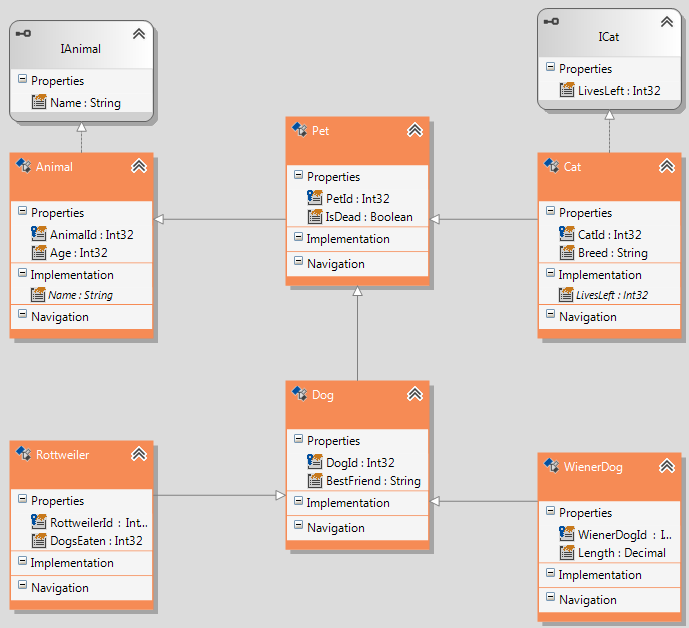 IAnimal
Properties
Name : String
ICat
Properties
LivesLeft : Int32
Pet
Properties
PetId : Int32
IsDead : Boolean
Implementation
Navigation
Animal
Properties
AnimalId : Int32
Age : Int32
Implementation
Name : String
Navigation
Cat
Properties
CatId : Int32
Breed : String
Implementation
LivesLeft : Int32
Navigation
Dog
Properties
DogId : Int32
BestFriend : String
Implementation
Navigation
Rottweiler
Properties
RottweilerId : Int...
DogsEaten : Int32
Implementation
Navigation
WienerDog
Properties
WienerDogId : I...
Length : Decimal
Implementation
Navigation